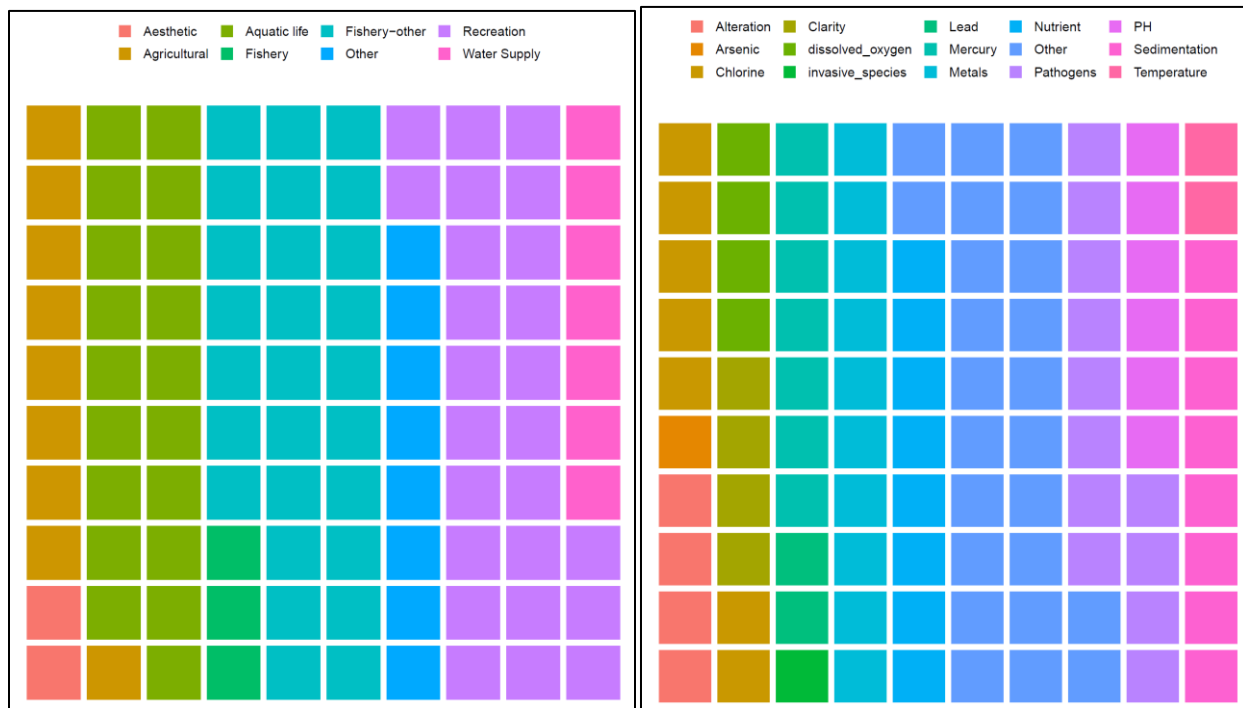 Aesthetic Aquatic life Fishery-other Recreation
Agricultural Fishery Other Water Supply
Alteration Clarity Lead Nutrient PH
Arsenic dissolved_oxygen Mercury Other Sedimentation
Chlorine invasive_species Metals Pathogens Temperature